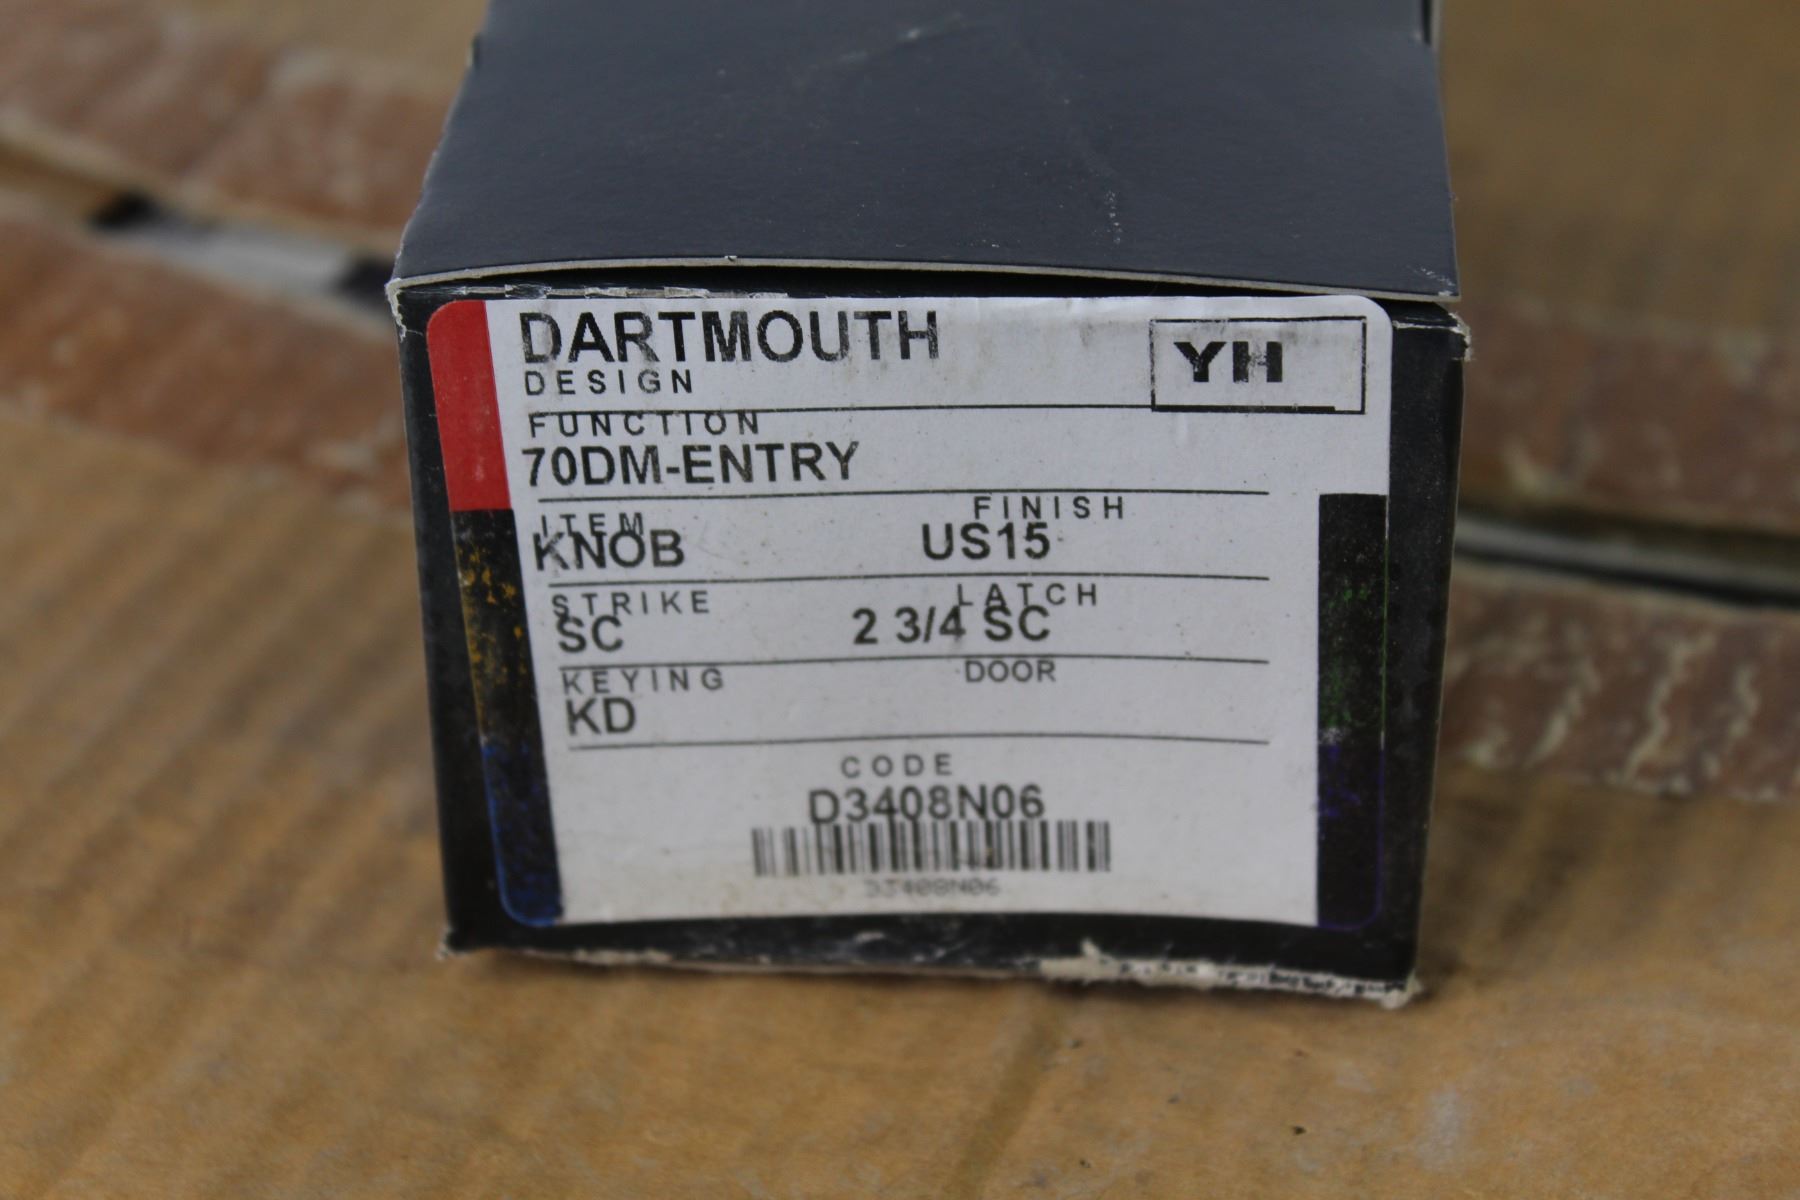 DARTMOUTH
YH
DESIGN
FUNCTION
70DM-ENTRY
ITEM FINISH
KNOB US15
STRIKE LATCH
SC 2 3/4 SC
KEYING DOOR
KD
CODE
D3408N06
D3408N06